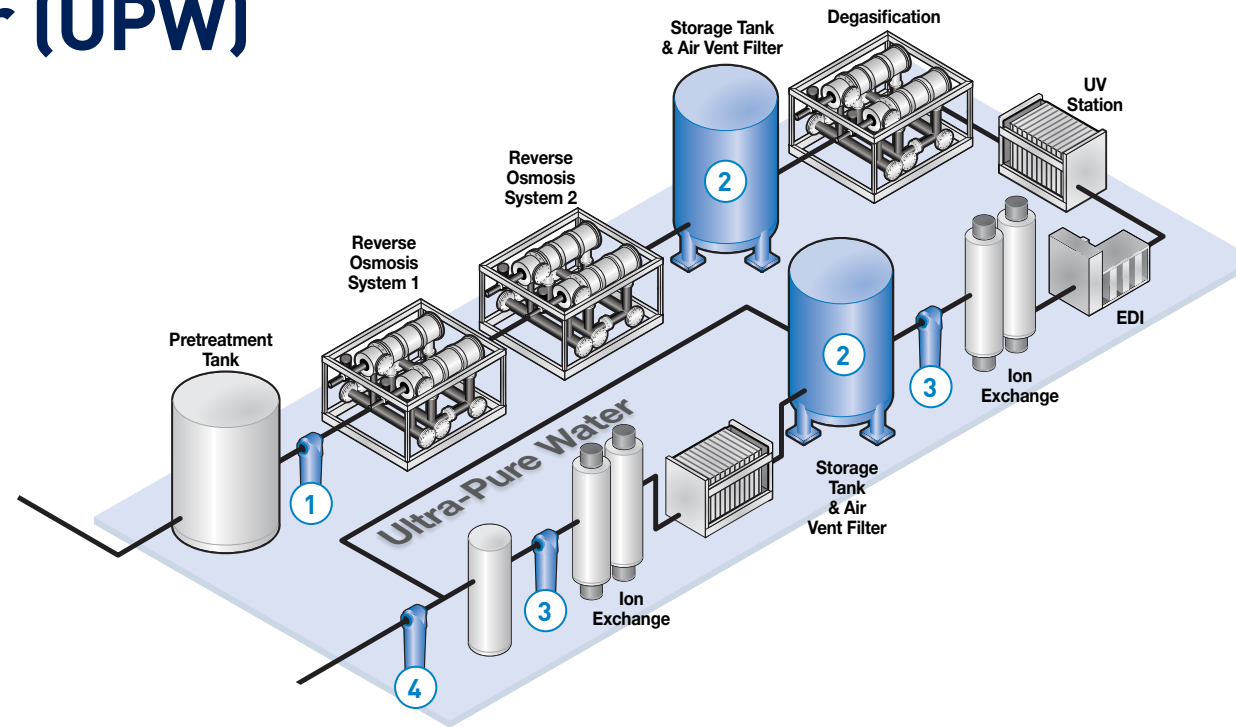 r (UPW)
Degasification
Storage Tank
& Air Vent Filter
UV
Station
2
Reverse
Osmosis
System 2
Reverse
Osmosis
System 1
Pretreatment
Tank
EDI
2
3
Ion
Exchange
1
Ultra-Pure Water
Storage
Tank
& Air
Vent Filter
3
Ion
Exchange
4